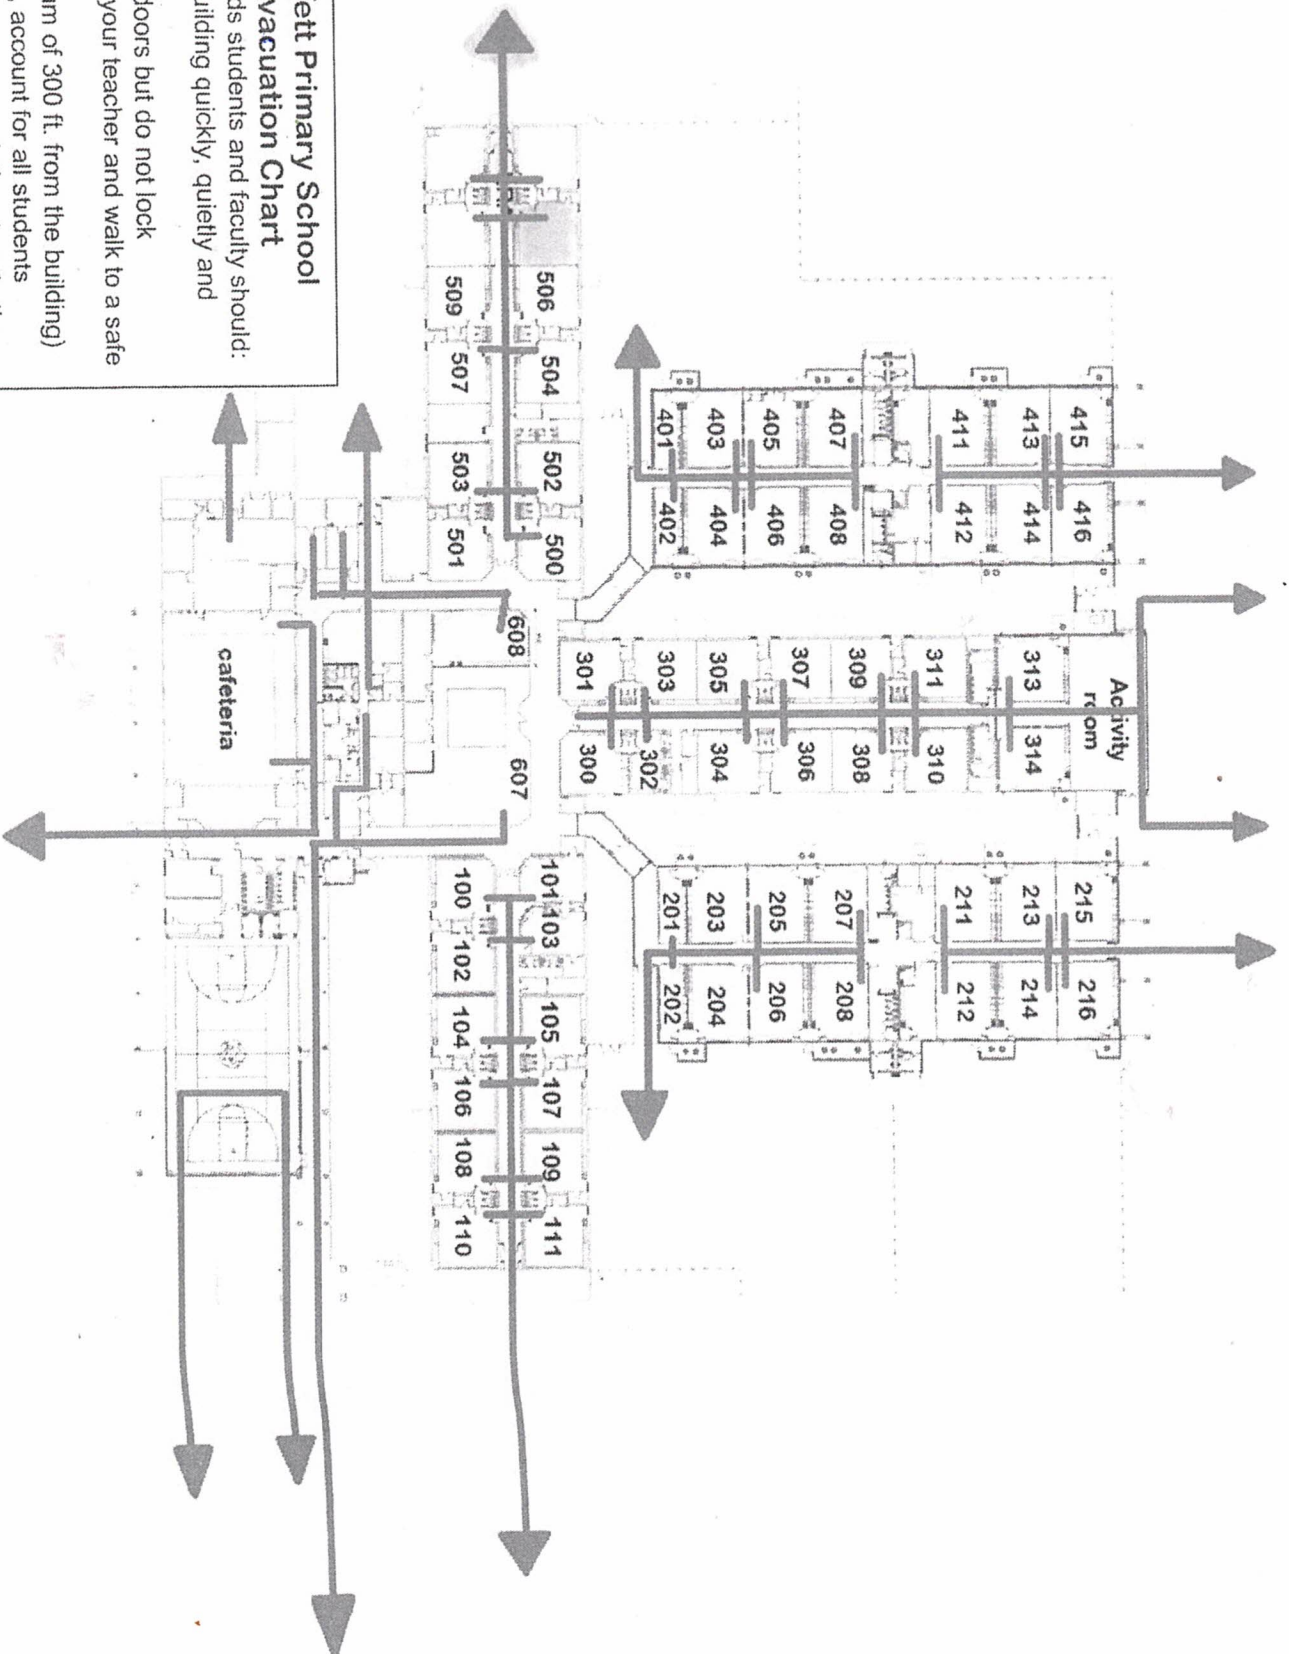 Activity
room
415 416 215 216
413 414 313 314 213 214
411 412 311 310 211 212
407 408 309 308 207 208
405 406 307 306 205 206
403 404 305 304 203 204
401 402 303 302 201 202
301 300
506 504 502 500 101 103 105 107 109 111
608 607
509 507 503 501 100 102 104 106 108 110
cafeteria
ett Primary School
vacuation Chart
ds students and faculty should:
uilding quickly, quietly and
doors but do not lock
your teacher and walk to a safe
um of 300 ft. from the building)
account for all students